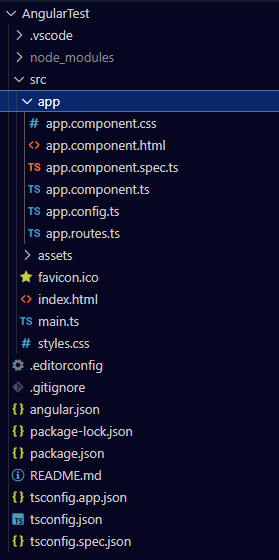 AngularTest
.vscode
node_modules
src
app
# app.component.css
<> app.component.html
TS app.component.spec.ts
TS app.component.ts
TS app.config.ts
TS app.routes.ts
assets
favicon.ico
<> index.html
TS main.ts
# styles.css
.editorconfig
.gitignore
{} angular.json
{} package-lock.json
{} package.json
README.md
{} tsconfig.app.json
TS tsconfig.json
{} tsconfig.spec.json